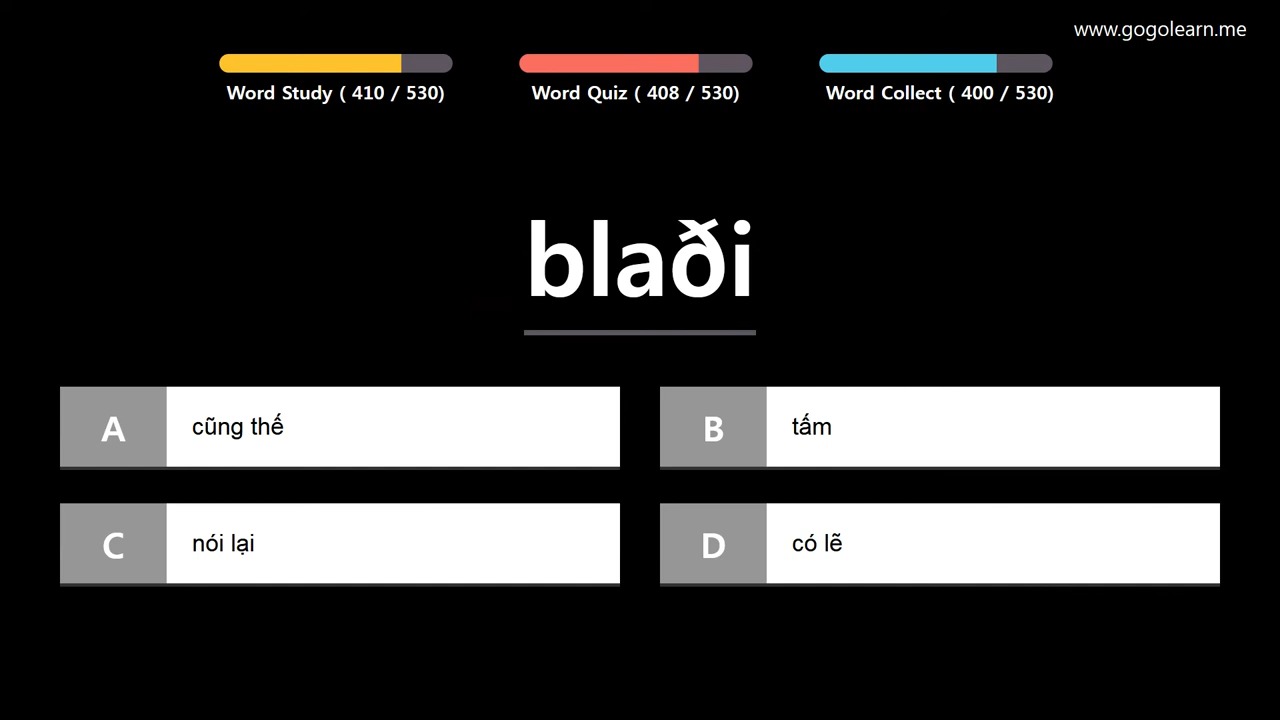 www.gogolearn.me
Word Study ( 410 / 530)
Word Quiz ( 408 / 530)
Word Collect ( 400 / 530)
blaði
A cũng thế
B tấm
C nói lại
D có lẽ